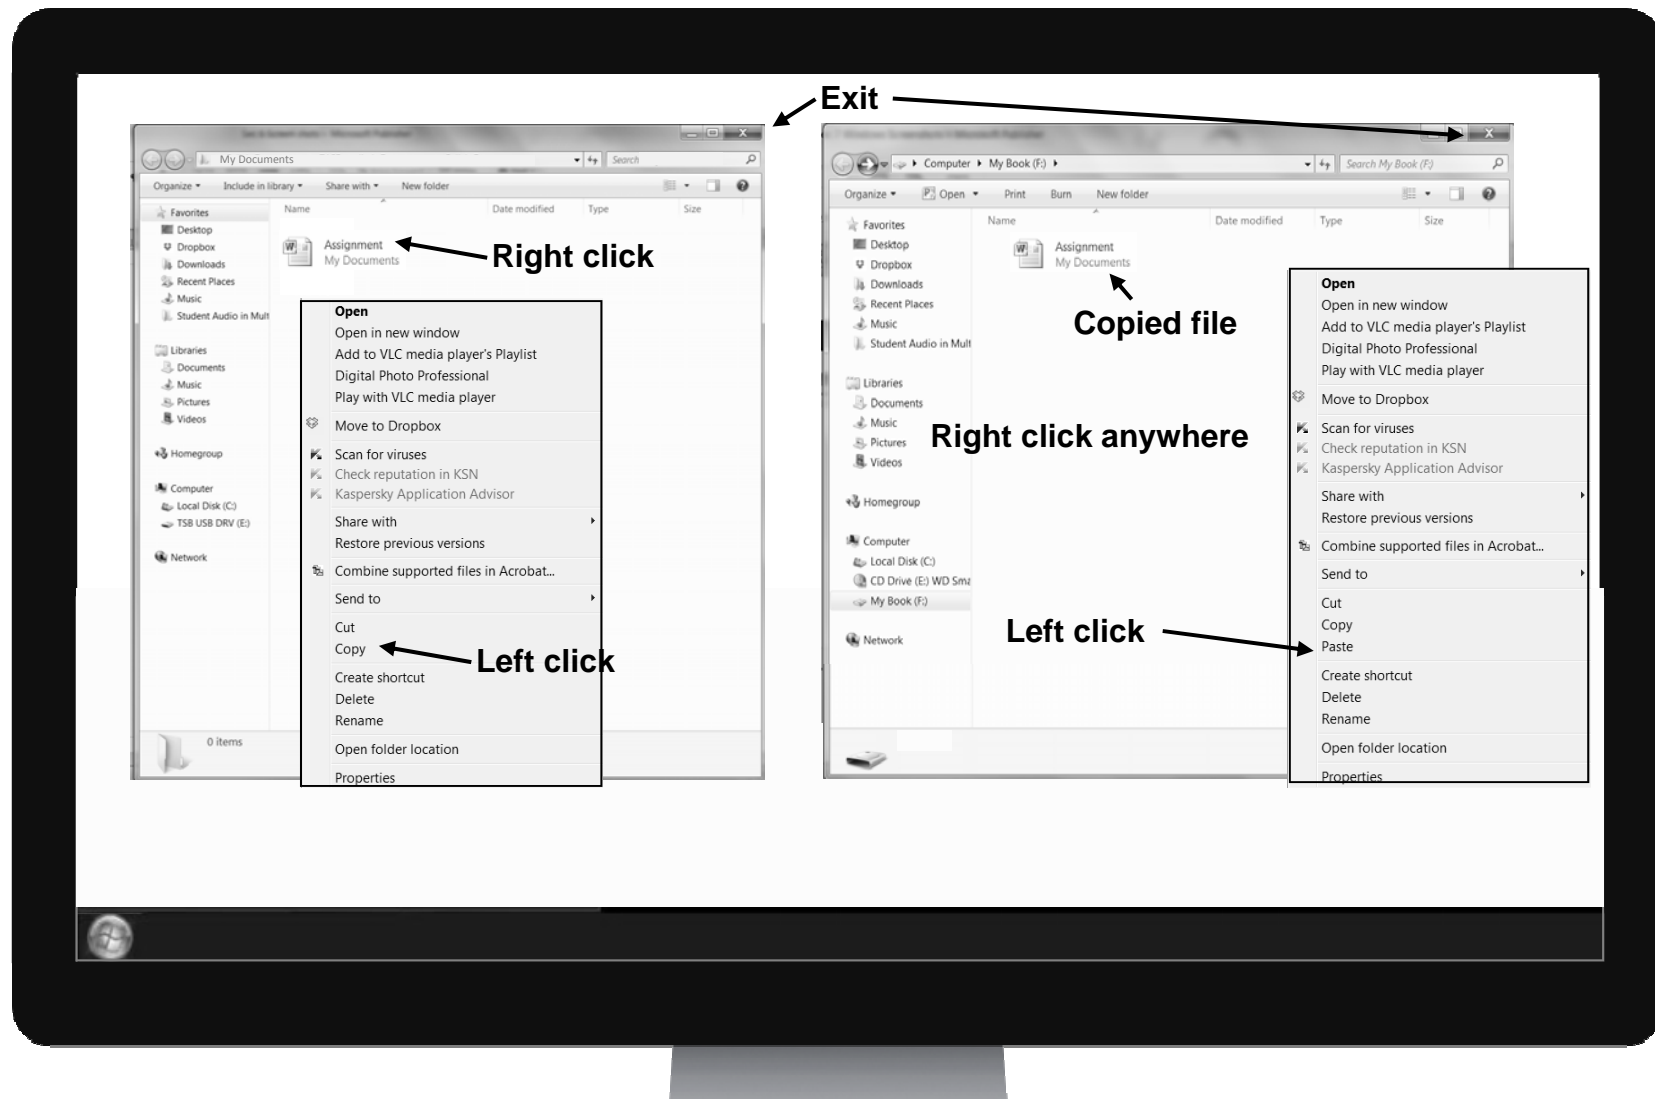 Exit
My Documents
Search
Organize
Include in library
Share with
New folder
Name
Date modified
Type
Size
Favorites
Desktop
Dropbox
Downloads
Recent Places
Music
Student Audio in Mult
Libraries
Documents
Music
Pictures
Videos
Homegroup
Computer
Local Disk (C:)
TSB USB DRV (E:)
Network
Assignment
My Documents
Right click
Open
Open in new window
Add to VLC media player's Playlist
Digital Photo Professional
Play with VLC media player
Move to Dropbox
Scan for viruses
Check reputation in KSN
Kaspersky Application Advisor
Share with
Restore previous versions
Combine supported files in Acrobat...
Send to
Cut
Copy
Left click
Create shortcut
Delete
Rename
Open folder location
Properties
0 items
Computer
My Book (F:)
Search My Book (F:)
Organize
Open
Print
Burn
New folder
Name
Date modified
Type
Size
Favorites
Desktop
Dropbox
Downloads
Recent Places
Music
Student Audio in Mult
Libraries
Documents
Music
Pictures
Videos
Homegroup
Computer
Local Disk (C:)
CD Drive (E:) WD Sma
My Book (F:)
Network
Assignment
My Documents
Copied file
Right click anywhere
Left click
Open
Open in new window
Add to VLC media player's Playlist
Digital Photo Professional
Play with VLC media player
Move to Dropbox
Scan for viruses
Check reputation in KSN
Kaspersky Application Advisor
Share with
Restore previous versions
Combine supported files in Acrobat...
Send to
Cut
Copy
Paste
Create shortcut
Delete
Rename
Open folder location
Properties